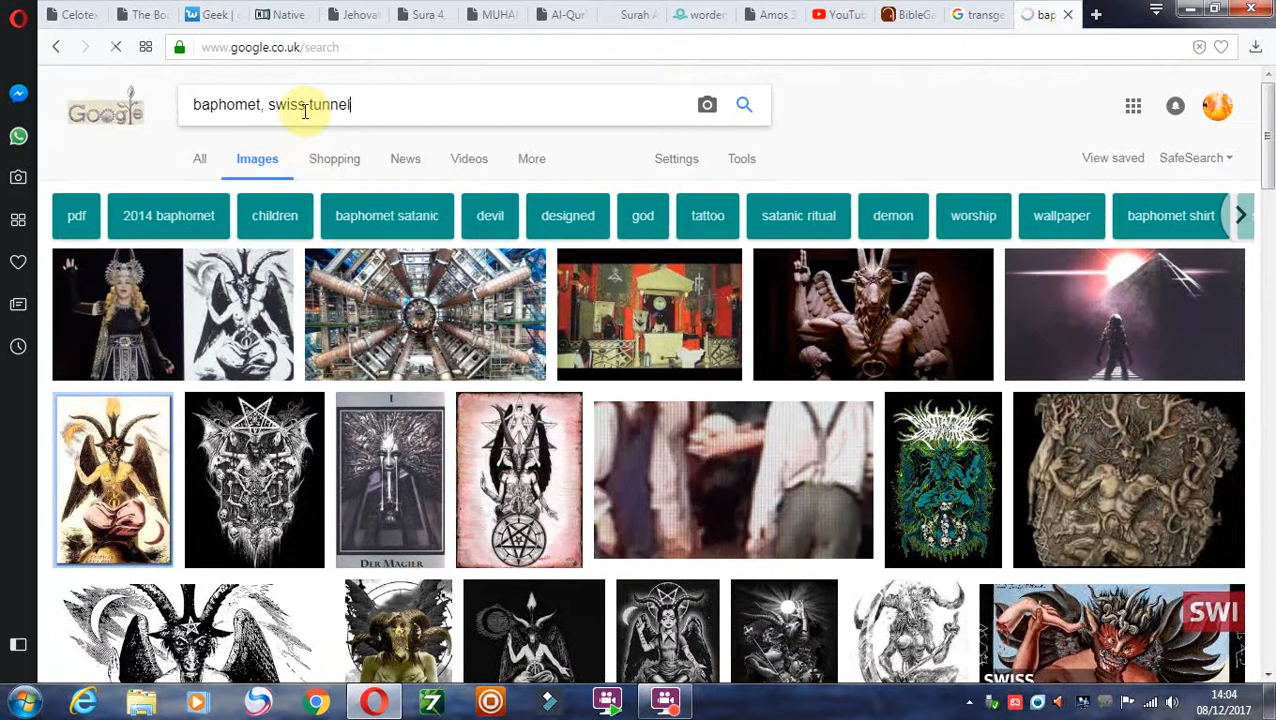 Celotex
The Boo
Geek | e
Native
Jehovah
Sura 4,
MUHA
Al-Qur'
Surah A
worder
Amos 3
YouTub
BibleGa
transge
bap
www.google.co.uk/search
Google
baphomet, swiss tunnel
All
Images
Shopping
News
Videos
More
Settings
Tools
View saved
SafeSearch
pdf
2014 baphomet
children
baphomet satanic
devil
designed
god
tattoo
satanic ritual
demon
worship
wallpaper
baphomet shirt
I
DER MAGIER
SWI
SWISS
14:04
08/12/2017